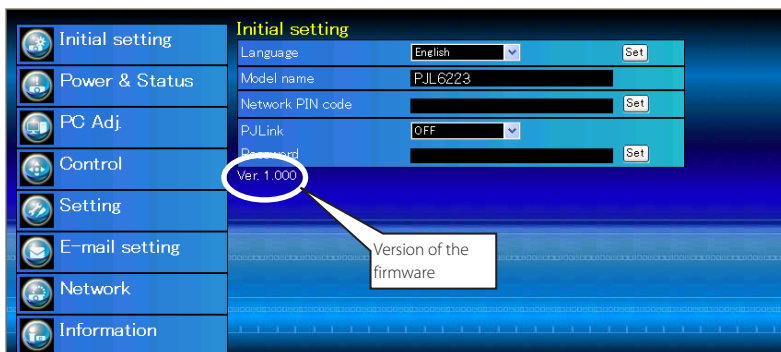 Initial setting
Power & Status
PC Adj.
Control
Setting
E-mail setting
Network
Information
Initial setting
Language English Set
Model name PJL6223
Network PIN code Set
PJLink OFF
Password Set
Ver. 1.000
Version of the
firmware